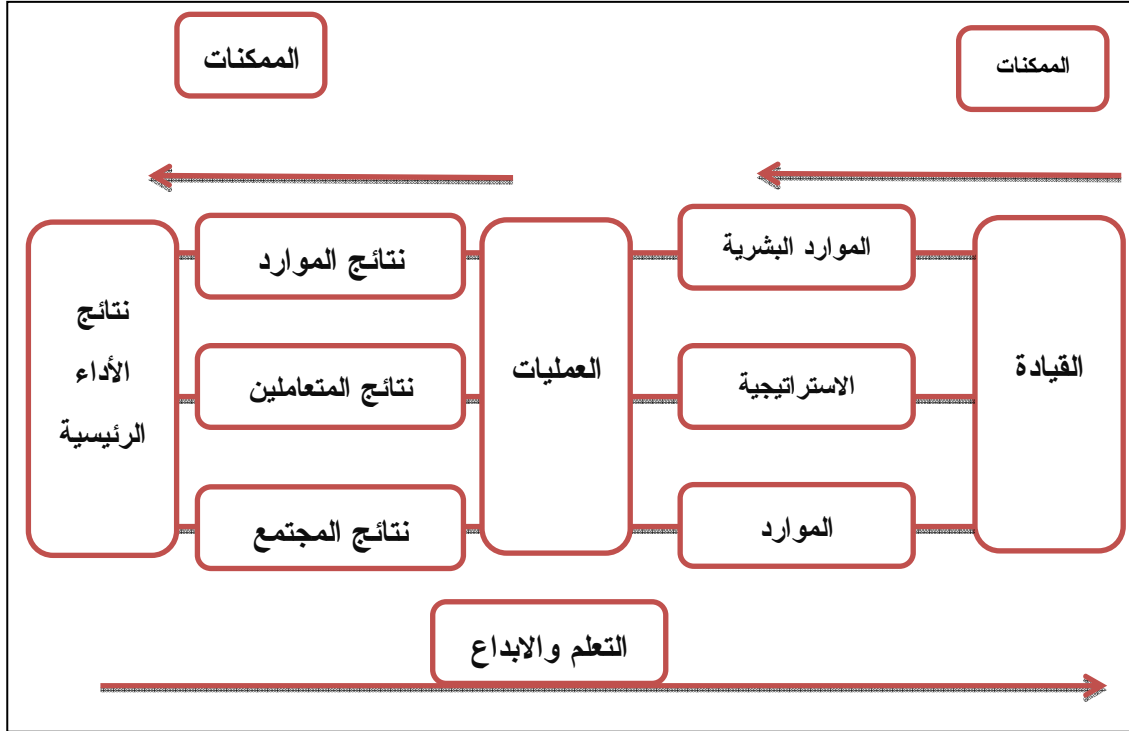 الممكنات
الممكنات
القيادة
الموارد البشرية
الاستراتيجية
الموارد
العمليات
نتائج الموارد
نتائج المتعاملين
نتائج المجتمع
نتائج
الأداء
الرئيسية
التعلم والابداع